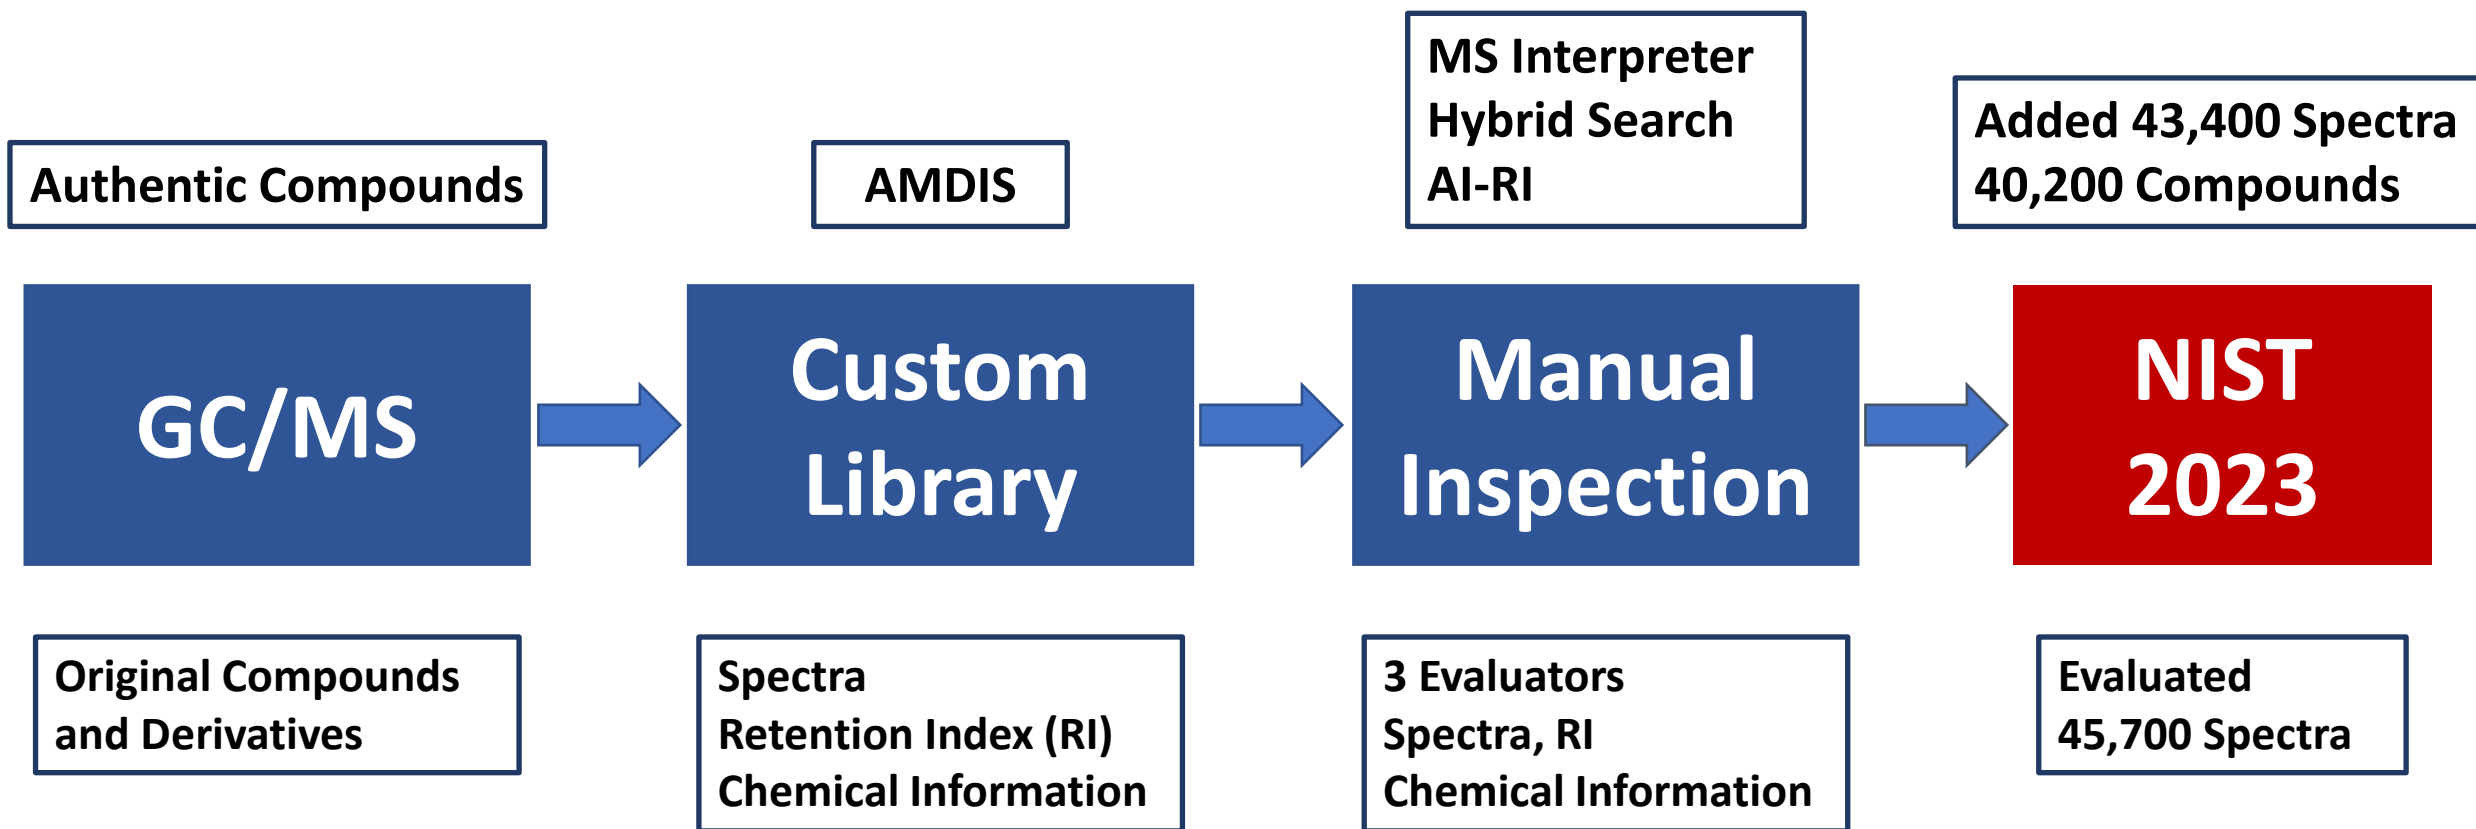 MS Interpreter
Hybrid Search
AI-RI
Added 43,400 Spectra
40,200 Compounds
Authentic Compounds
AMDIS
GC/MS
Custom
Library
Manual
Inspection
NIST
2023
Original Compounds
and Derivatives
Spectra
Retention Index (RI)
Chemical Information
3 Evaluators
Spectra, RI
Chemical Information
Evaluated
45,700 Spectra